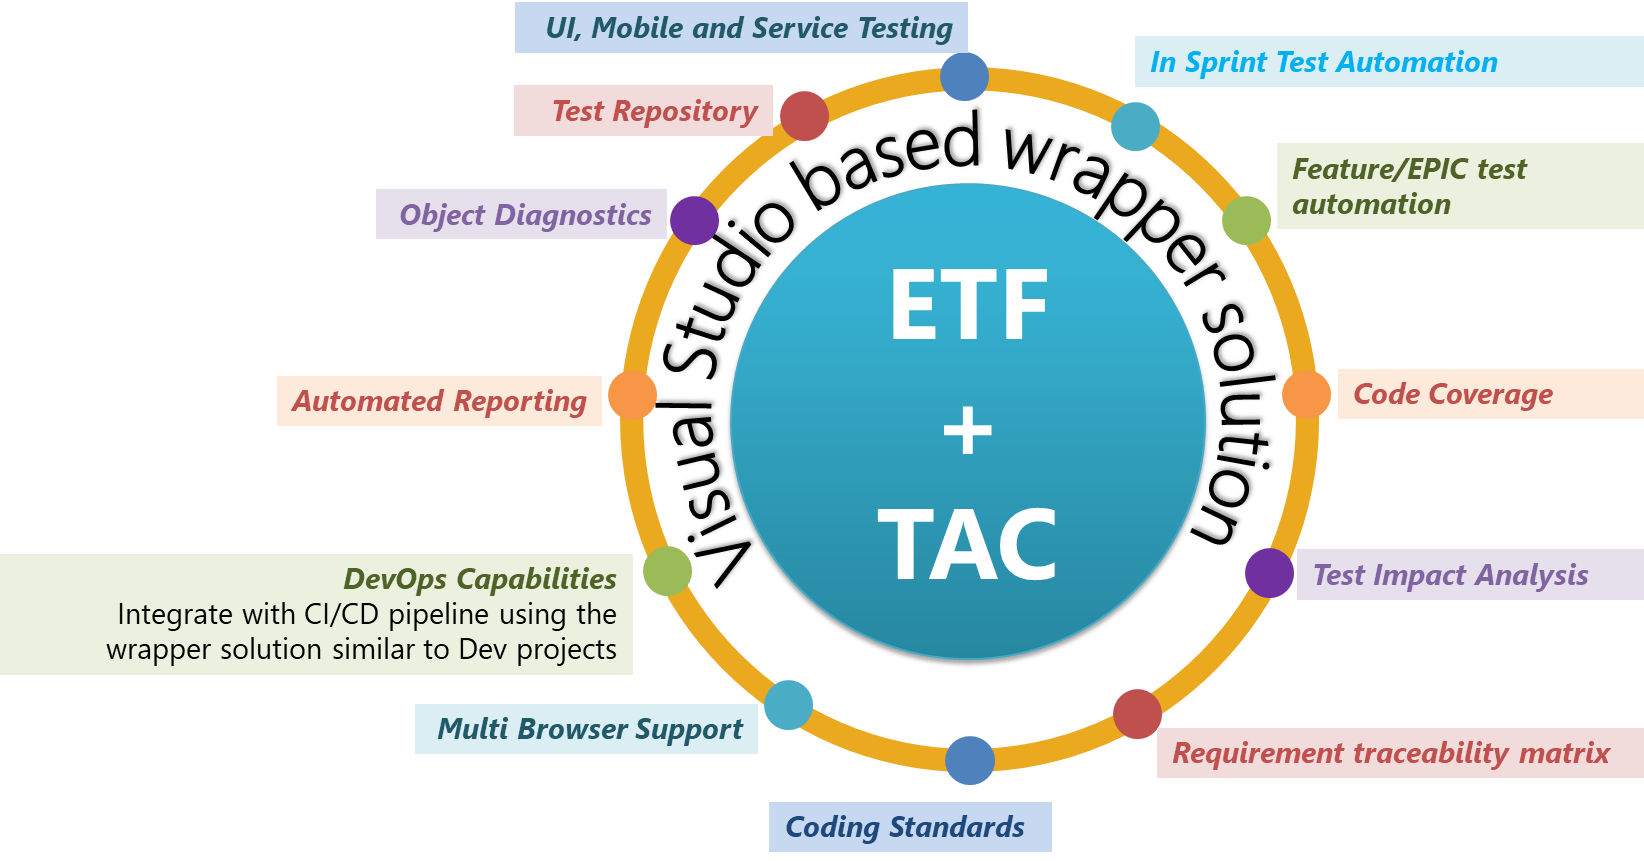 UI, Mobile and Service Testing
In Sprint Test Automation
Test Repository
Feature/EPIC test
automation
Object Diagnostics
Visual Studio based wrapper solution
ETF
+
TAC
Automated Reporting
Code Coverage
DevOps Capabilities
Integrate with CI/CD pipeline using the
wrapper solution similar to Dev projects
Test Impact Analysis
Multi Browser Support
Requirement traceability matrix
Coding Standards